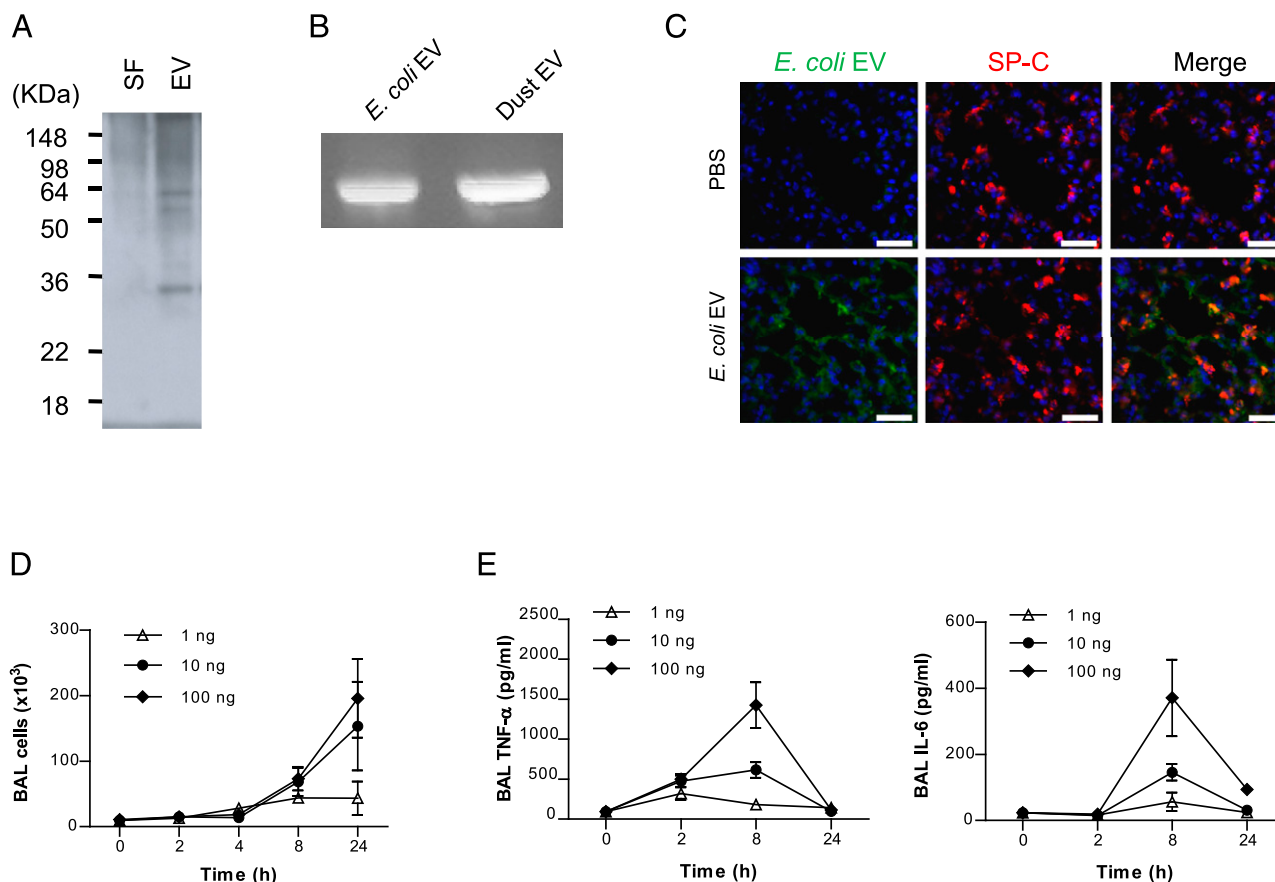 A
SF
EV
(KDa)
148
98
64
50
36
22
18
B
E. coli EV
Dust EV
C
E. coli EV
SP-C
Merge
PBS
E. coli EV
D
BAL cells (x10³)
300
200
100
0
1 ng
10 ng
100 ng
0 2 4 8 24
Time (h)
E
BAL TNF-α (pg/ml)
2500
2000
1500
1000
500
0
1 ng
10 ng
100 ng
0 2 8 24
Time (h)
BAL IL-6 (pg/ml)
600
400
200
0
1 ng
10 ng
100 ng
0 2 8 24
Time (h)